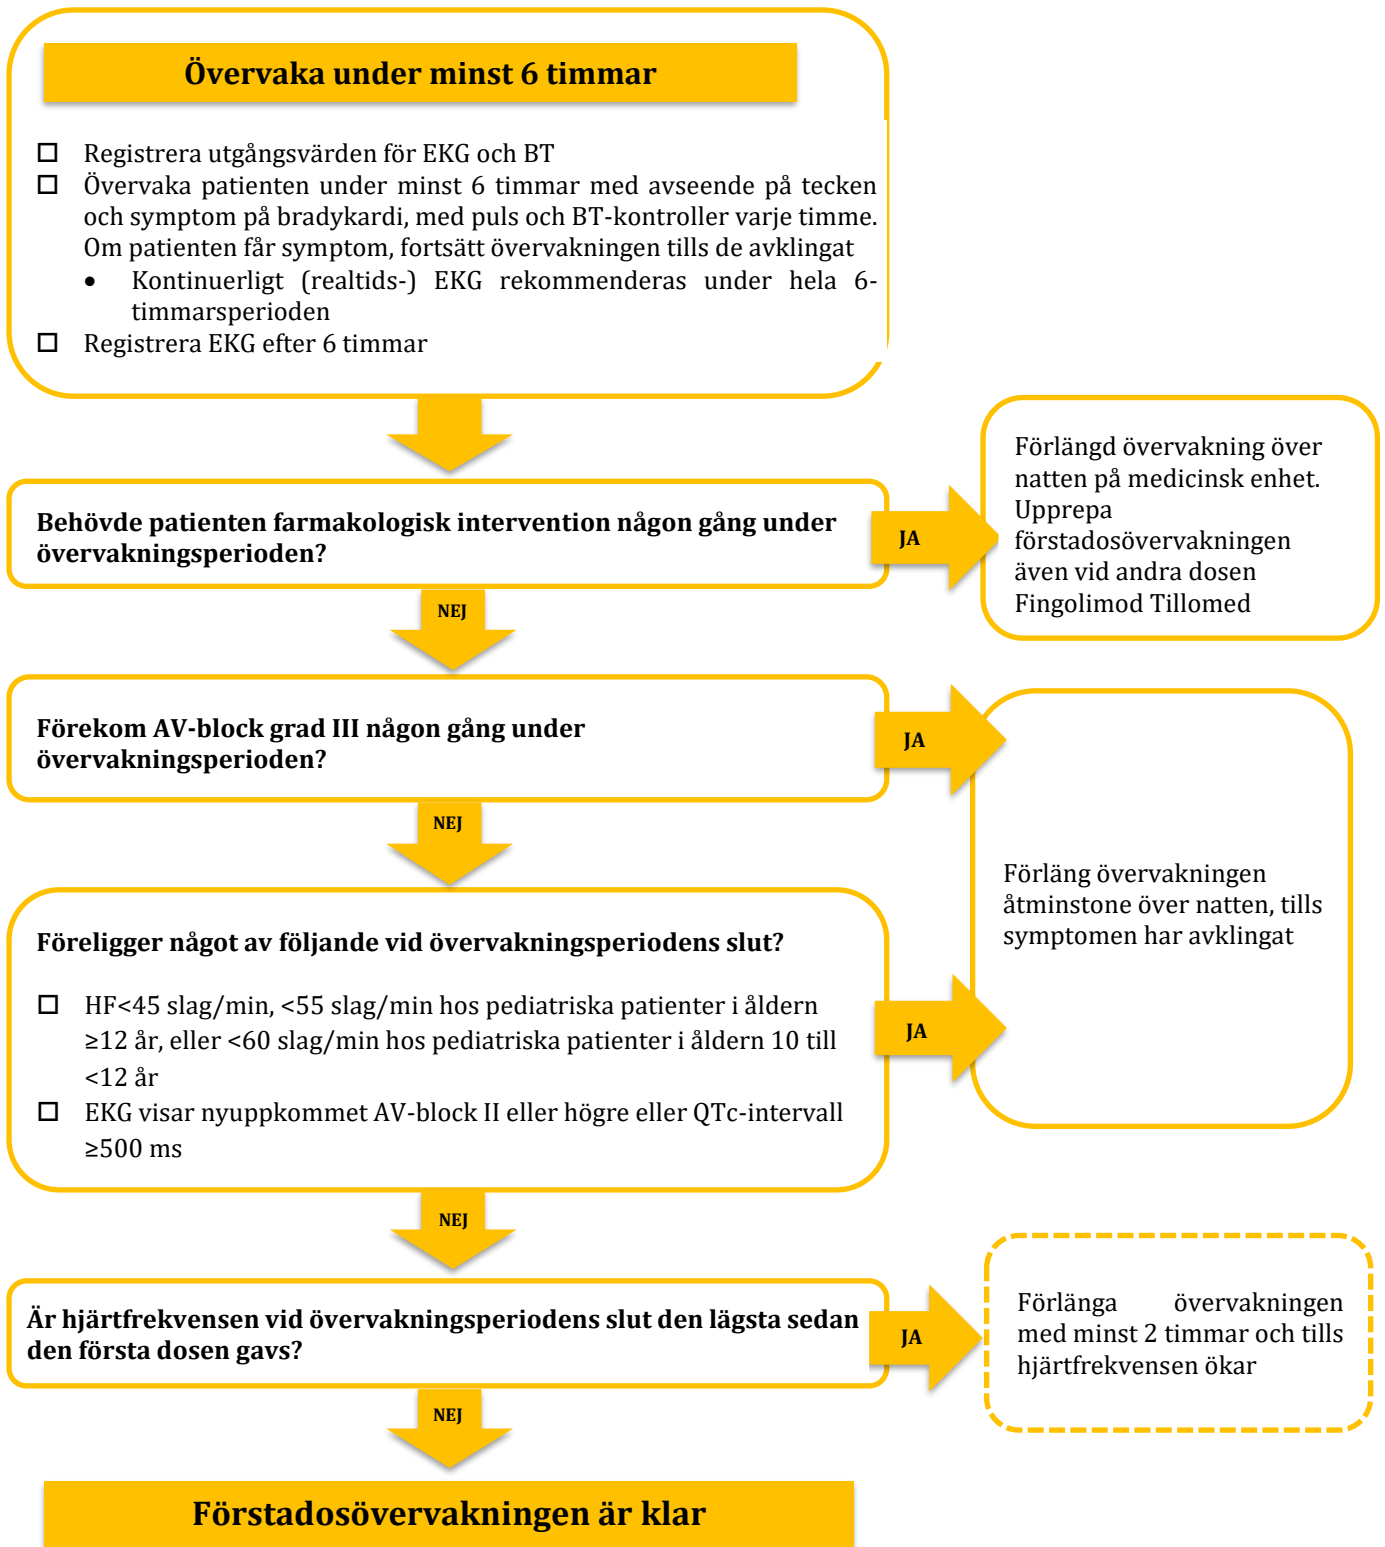 Övervaka under minst 6 timmar
Registrera utgångsvärden för EKG och BT
Övervaka patienten under minst 6 timmar med avseende på tecken
och symptom på bradykardi, med puls och BT-kontroller varje timme.
Om patienten får symptom, fortsätt övervakningen tills de avklingat
• Kontinuerligt (realtids-) EKG rekommenderas under hela 6-
timmarsperioden
Registrera EKG efter 6 timmar
Behövde patienten farmakologisk intervention någon gång under
övervakningsperioden?
JA
Förlängd övervakning över
natten på medicinsk enhet.
Upprepa
förstadosövervakningen
även vid andra dosen
Fingolimod Tillomed
NEJ
Förekom AV-block grad III någon gång under
övervakningsperioden?
JA
NEJ
Förläng övervakningen
åtminstone över natten, tills
symptomen har avklingat
Föreligger något av följande vid övervakningsperiodens slut?
HF<45 slag/min, <55 slag/min hos pediatriska patienter i åldern
≥12 år, eller <60 slag/min hos pediatriska patienter i åldern 10 till
<12 år
EKG visar nyuppkommet AV-block II eller högre eller QTc-intervall
≥500 ms
JA
NEJ
Är hjärtfrekvensen vid övervakningsperiodens slut den lägsta sedan
den första dosen gavs?
JA
Förlänga övervakningen
med minst 2 timmar och tills
hjärtfrekvensen ökar
NEJ
Förstadosövervakningen är klar